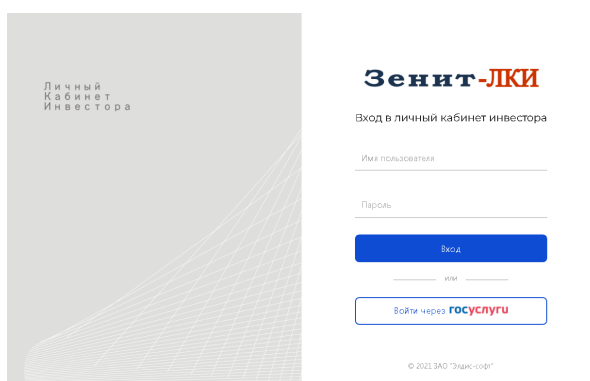 Личный
Кабинет
Инвестора
Зенит-ЛКИ
Вход в личный кабинет инвестора
Имя пользователя
Пароль
Вход
или
Войти через госуслуги
© 2021 ЗАО "Элдис-софт"